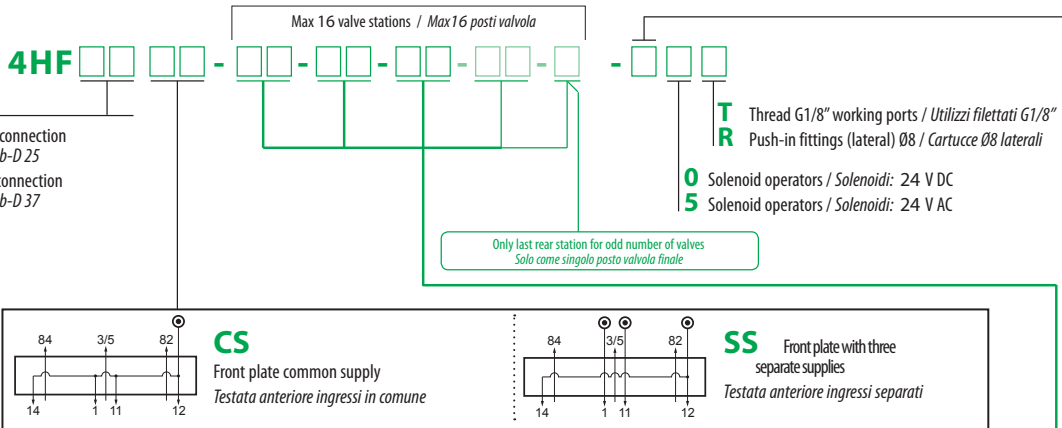 Max 16 valve stations / Max16 posti valvola
4HF - - - - -
T Thread G1/8" working ports / Utilizzi filettati G1/8"
R Push-in fittings (lateral) Ø8 / Cartucce Ø8 laterali
connection
b-D 25
connection
b-D 37
0 Solenoid operators / Solenoidi: 24 V DC
5 Solenoid operators / Solenoidi: 24 V AC
Only last rear station for odd number of valves
Solo come singolo posto valvola finale
84 3/5 82
14 1 11 12
CS
Front plate common supply
Testata anteriore ingressi in comune
84 3/5 82
14 1 11 12
SS Front plate with three
separate supplies
Testata anteriore ingressi separati